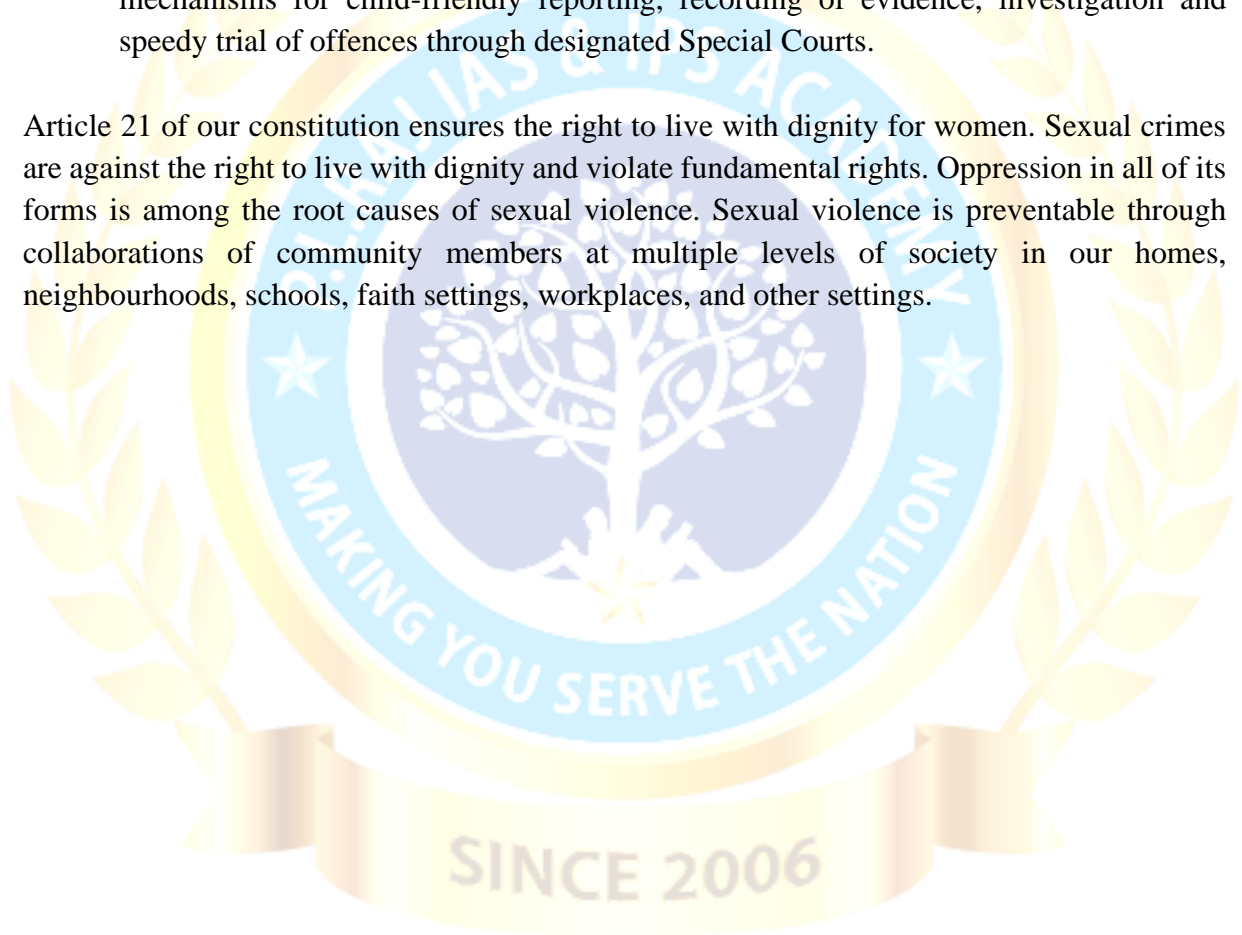 mechanisms for child-friendly reporting, recording of evidence, investigation and
speedy trial of offences through designated Special Courts.
Article 21 of our constitution ensures the right to live with dignity for women. Sexual crimes
are against the right to live with dignity and violate fundamental rights. Oppression in all of its
forms is among the root causes of sexual violence. Sexual violence is preventable through
collaborations of community members at multiple levels of society in our homes,
neighbourhoods, schools, faith settings, workplaces, and other settings.
P.L. RAJ IAS & IPS ACADEMY
MAKING YOU SERVE THE NATION
SINCE 2006